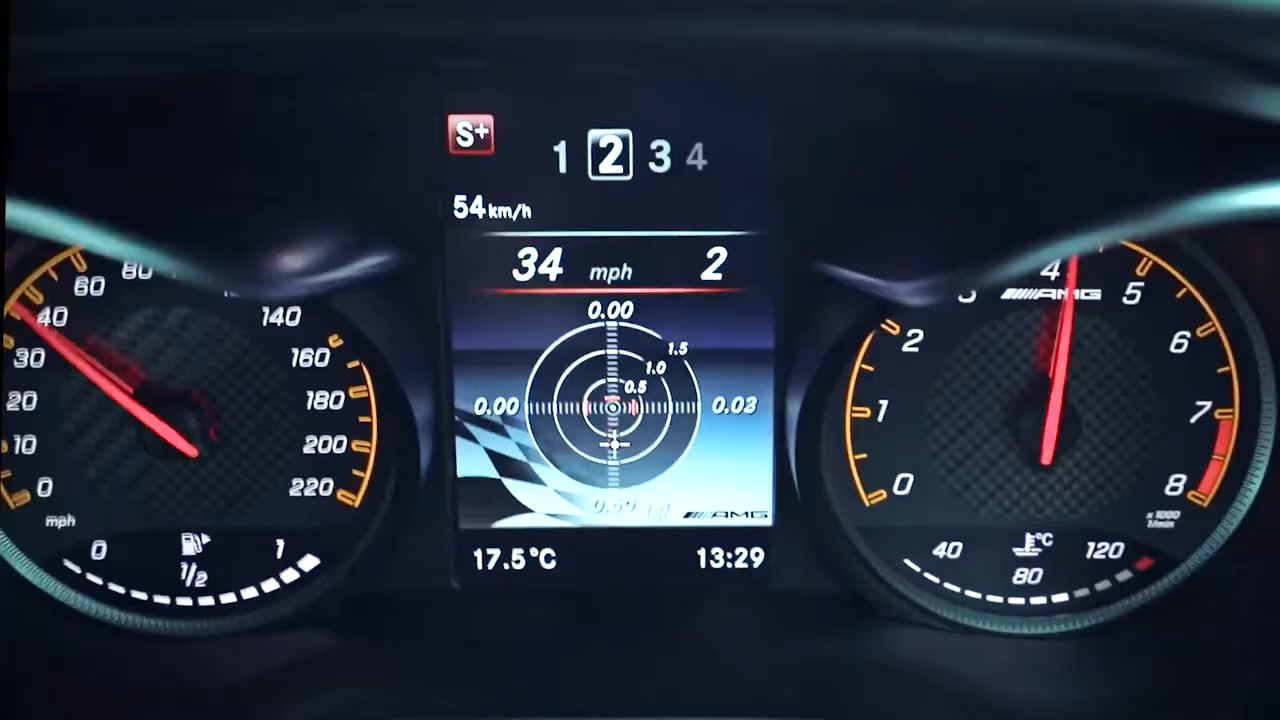 S+
1 2 3 4
54 km/h
34 mph 2
0.00
1.5
1.0
0.5
0.00 0.03
0.69
AMG
17.5°C 13:29
0
10
20
30
40
60
80
140
160
180
200
220
mph
0 1/2 1
0
1
2
3
4
5
6
7
8
AMG
x 1000
1/min
40 80 120
°C